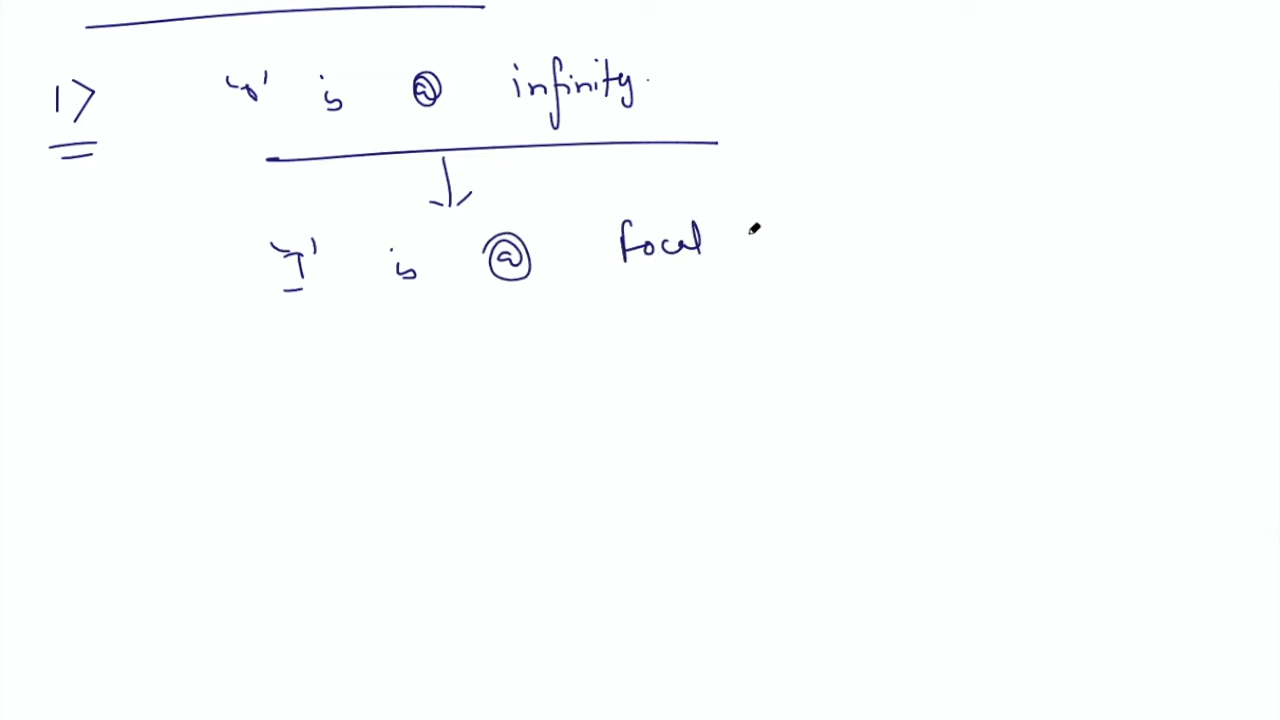 1> 'o' is @ infinity.
'I' is @ focal